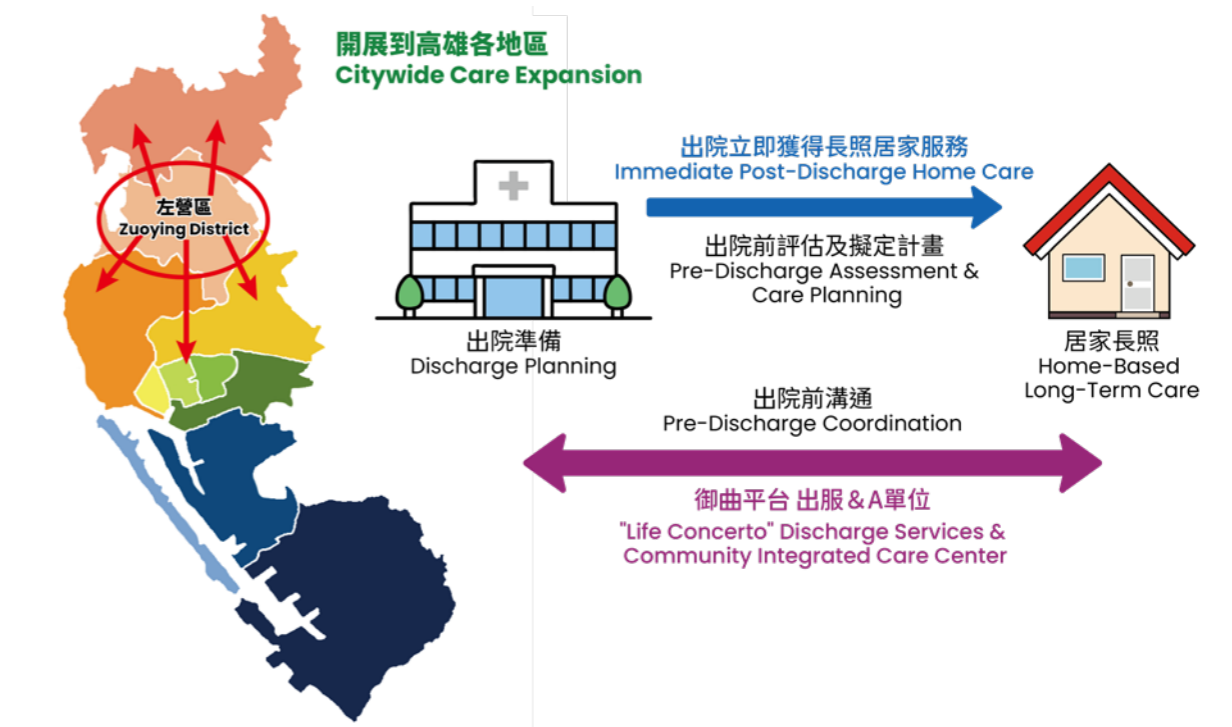 開展到高雄各地區
Citywide Care Expansion
左營區
Zuoying District
出院準備
Discharge Planning
出院立即獲得長照居家服務
Immediate Post-Discharge Home Care
出院前評估及擬定計畫
Pre-Discharge Assessment &
Care Planning
居家長照
Home-Based
Long-Term Care
出院前溝通
Pre-Discharge Coordination
御曲平台 出服＆A單位
"Life Concerto" Discharge Services &
Community Integrated Care Center